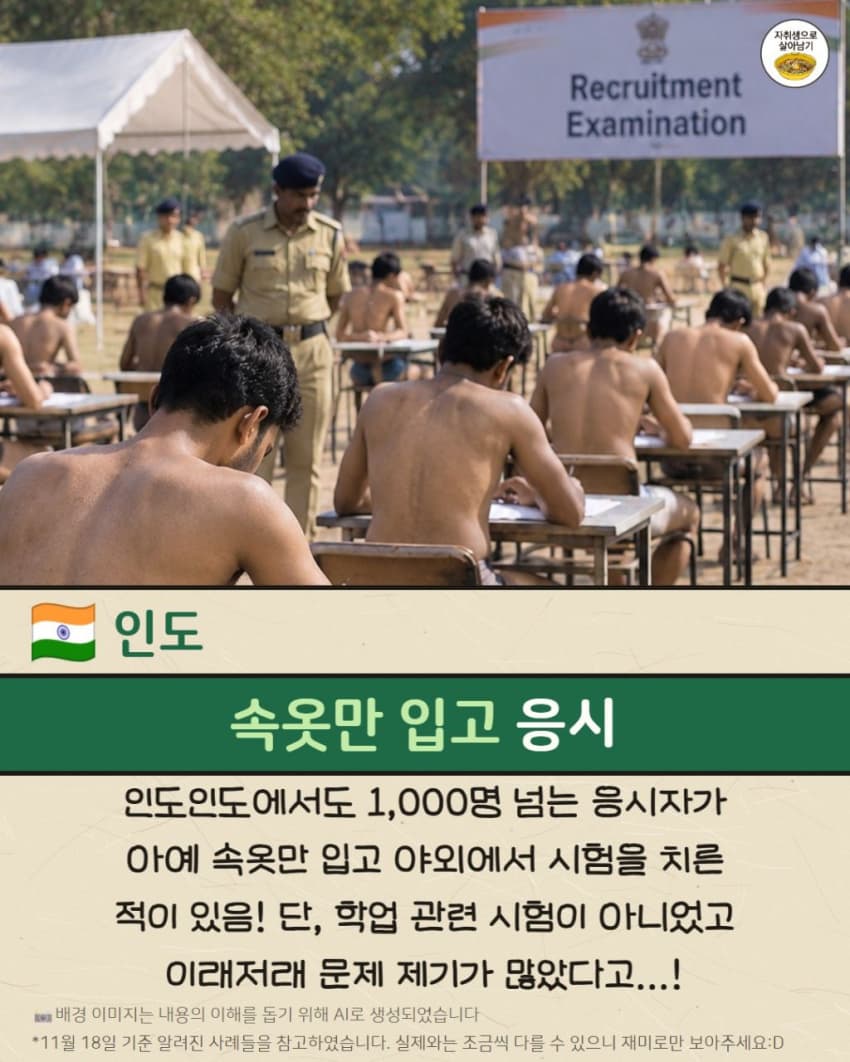 자취생으로
살아남기
Recruitment
Examination
인도
속옷만 입고 응시
인도인도에서도 1,000명 넘는 응시자가
아예 속옷만 입고 야외에서 시험을 치른
적이 있음! 단, 학업 관련 시험이 아니었고
이래저래 문제 제기가 많았다고...!
배경 이미지는 내용의 이해를 돕기 위해 AI로 생성되었습니다
*11월 18일 기준 알려진 사례들을 참고하였습니다. 실제와는 조금씩 다를 수 있으니 재미로만 보아주세요:D